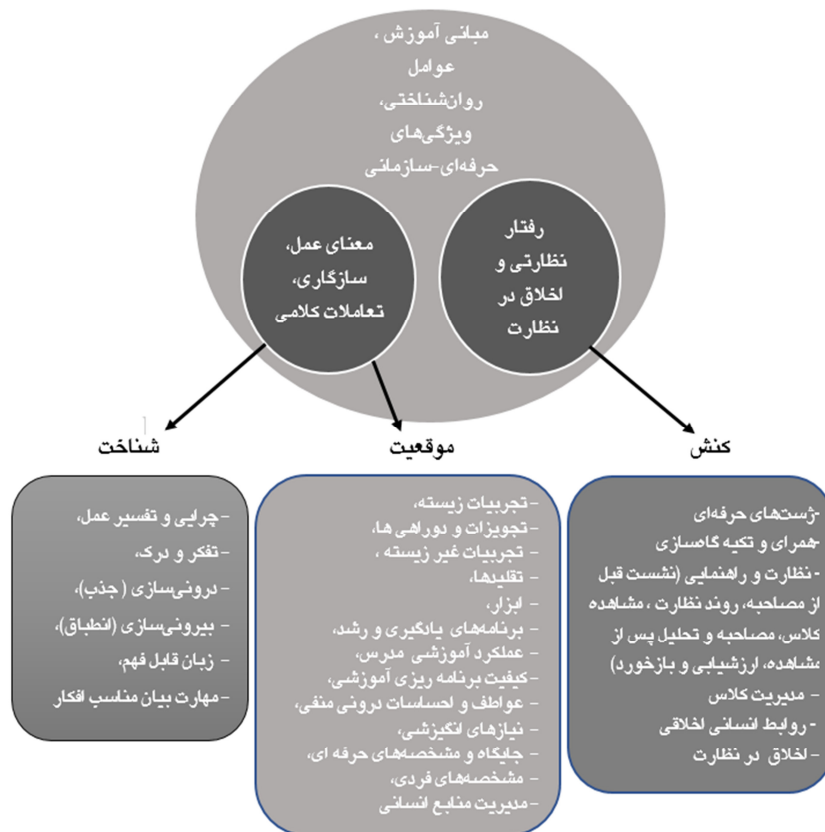 مبانی آموزش ،
عوامل
روان‌شناختی،
ویژگی‌های
حرفه‌ای-سازمانی
رفتار
نظارتی و
اخلاق در
نظارت
معنای عمل،
سازگاری،
تعاملات کلامی
کنش
موقعیت
شناخت
-ژست‌های حرفه‌ای
-همرای و تکیه گاه‌سازی
- نظارت و راهنمایی (نشست قبل
از مصاحبه، روند نظارت ، مشاهده
کلاس، مصاحبه و تحلیل پس از
مشاهده، ارزشیابی و بازخورد)
- مدیریت کلاس
- روابط انسانی اخلاقی
- اخلاق در نظارت
- تجربیات زیسته،
- تجویزات و دوراهی ها،
- تجربیات غیر زیسته ،
- تقلیدها،
- ابزار،
- برنامه‌های یادگیری و رشد،
- عملکرد آموزشی مدرس،
- کیفیت برنامه ریزی آموزشی،
- عواطف و احساسات درونی منفی،
- نیازهای انگیزشی،
- جایگاه و مشخصه‌های حرفه ای،
- مشخصه‌های فردی،
- مدیریت منابع انسانی
- چرایی و تفسیر عمل،
- تفکر و درک،
- درونی‌سازی ( جذب)،
- بیرونی‌سازی (انطباق)،
- زبان قابل فهم،
- مهارت بیان مناسب افکار